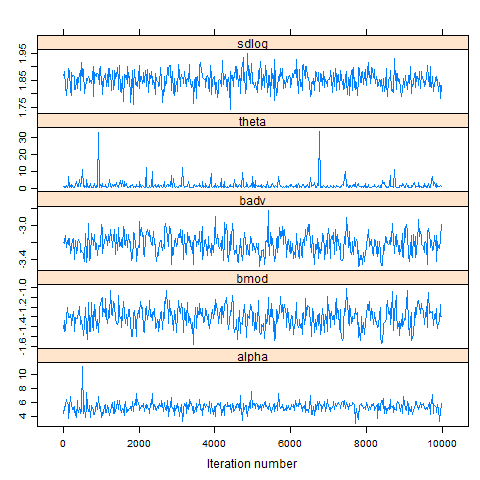 sdlog
1.75 1.85 1.95
theta
0 10 20 30
badv
-3.4 -3.0
bmod
-1.6 -1.4 -1.2 -1.0
alpha
4 6 8 10
0 2000 4000 6000 8000 10000
Iteration number